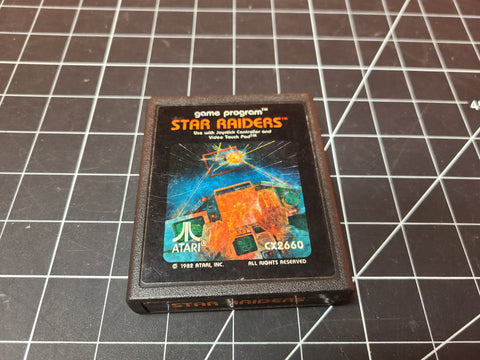 game program™
STAR RAIDERS™
Use with Joystick Controller and
Video Touch Pad™
ATARI®
CX2660
© 1982 ATARI, INC.
ALL RIGHTS RESERVED
STAR RAIDERS